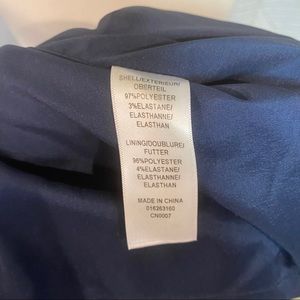 SHELL/EXTERIEUR/
OBERTEIL
97%POLYESTER
3%ELASTANE/
ELASTHANNE/
ELASTHAN
LINING/DOUBLURE/
FUTTER
96%POLYESTER
4%ELASTANE/
ELASTHANNE/
ELASTHAN
MADE IN CHINA
016263160
CN0007